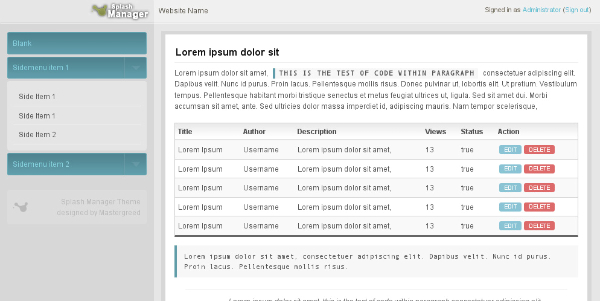 Splash
Manager
Website Name
Signed in as: Administrator (Sign out)
Blank
Sidemenu item 1
Side Item 1
Side Item 1
Side Item 2
Sidemenu item 2
Splash Manager Theme
designed by
Lorem ipsum dolor sit
Lorem ipsum dolor sit amet, THIS IS THE TEST OF CODE WITHIN PARAGRAPH consectetuer adipiscing elit.
Dapibus velit. Nunc id purus. Proin lacus. Pellentesque mollis risus. Donec pulvinar ut, lobortis elit. Ut pretium. Vestibulum
tempus. Pellentesque habitant morbi tristique senectus et metus feugiat ultrices ut, ligula. Sed sit amet dui. Morbi
accumsan sit amet, ante. Sed ultricies dolor massa imperdiet id, adipiscing mauris. Nam tempor scelerisque,
Title Author Description Views Status Action
Lorem Ipsum Username Lorem ipsum dolor sit amet, 13 true EDIT DELETE
Lorem Ipsum Username Lorem ipsum dolor sit amet, 13 true EDIT DELETE
Lorem Ipsum Username Lorem ipsum dolor sit amet, 13 true EDIT DELETE
Lorem Ipsum Username Lorem ipsum dolor sit amet, 13 true EDIT DELETE
Lorem Ipsum Username Lorem ipsum dolor sit amet, 13 true EDIT DELETE
Lorem ipsum dolor sit amet, consectetuer adipiscing elit. Dapibus velit. Nunc id purus.
Proin lacus. Pellentesque mollis risus.